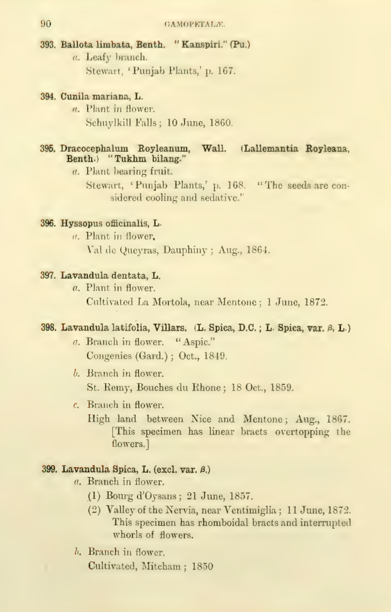 90 GAMOPETALÆ.
393. Ballota limbata, Benth. "Kanspiri." (Pu.)
a. Leafy branch.
Stewart, 'Punjab Plants,' p. 167.
394. Cunila mariana, L.
a. Plant in flower.
Schuylkill Falls; 10 June, 1860.
395. Dracocephalum Royleanum, Wall. (Lallemantia Royleana,
Benth.) "Tukhm bilang."
a. Plant bearing fruit.
Stewart, 'Punjab Plants,' p. 168. "The seeds are con-
sidered cooling and sedative."
396. Hyssopus officinalis, L.
a. Plant in flower.
Val de Queyras, Dauphiny; Aug., 1864.
397. Lavandula dentata, L.
a. Plant in flower.
Cultivated La Mortola, near Mentone; 1 June, 1872.
398. Lavandula latifolia, Villars. (L. Spica, D.C.; L. Spica, var. β, L.)
a. Branch in flower. "Aspic."
Congenies (Gard.); Oct., 1849.
b. Branch in flower.
St. Remy, Bouches du Rhone; 18 Oct., 1859.
c. Branch in flower.
High land between Nice and Mentone; Aug., 1867.
[This specimen has linear bracts overtopping the
flowers.]
399. Lavandula Spica, L. (excl. var. β.)
a. Branch in flower.
(1) Bourg d'Oysans; 21 June, 1857.
(2) Valley of the Nervia, near Ventimiglia; 11 June, 1872.
This specimen has rhomboidal bracts and interrupted
whorls of flowers.
b. Branch in flower.
Cultivated, Mitcham; 1850